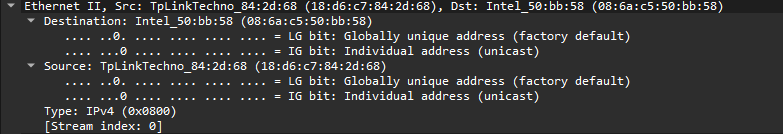 Ethernet II, Src: TpLinkTechno_84:2d:68 (18:d6:c7:84:2d:68), Dst: Intel_50:bb:58 (08:6a:c5:50:bb:58)
Destination: Intel_50:bb:58 (08:6a:c5:50:bb:58)
.... ..0. .... .... .... .... = LG bit: Globally unique address (factory default)
.... ...0 .... .... .... .... = IG bit: Individual address (unicast)
Source: TpLinkTechno_84:2d:68 (18:d6:c7:84:2d:68)
.... ..0. .... .... .... .... = LG bit: Globally unique address (factory default)
.... ...0 .... .... .... .... = IG bit: Individual address (unicast)
Type: IPv4 (0x0800)
[Stream index: 0]